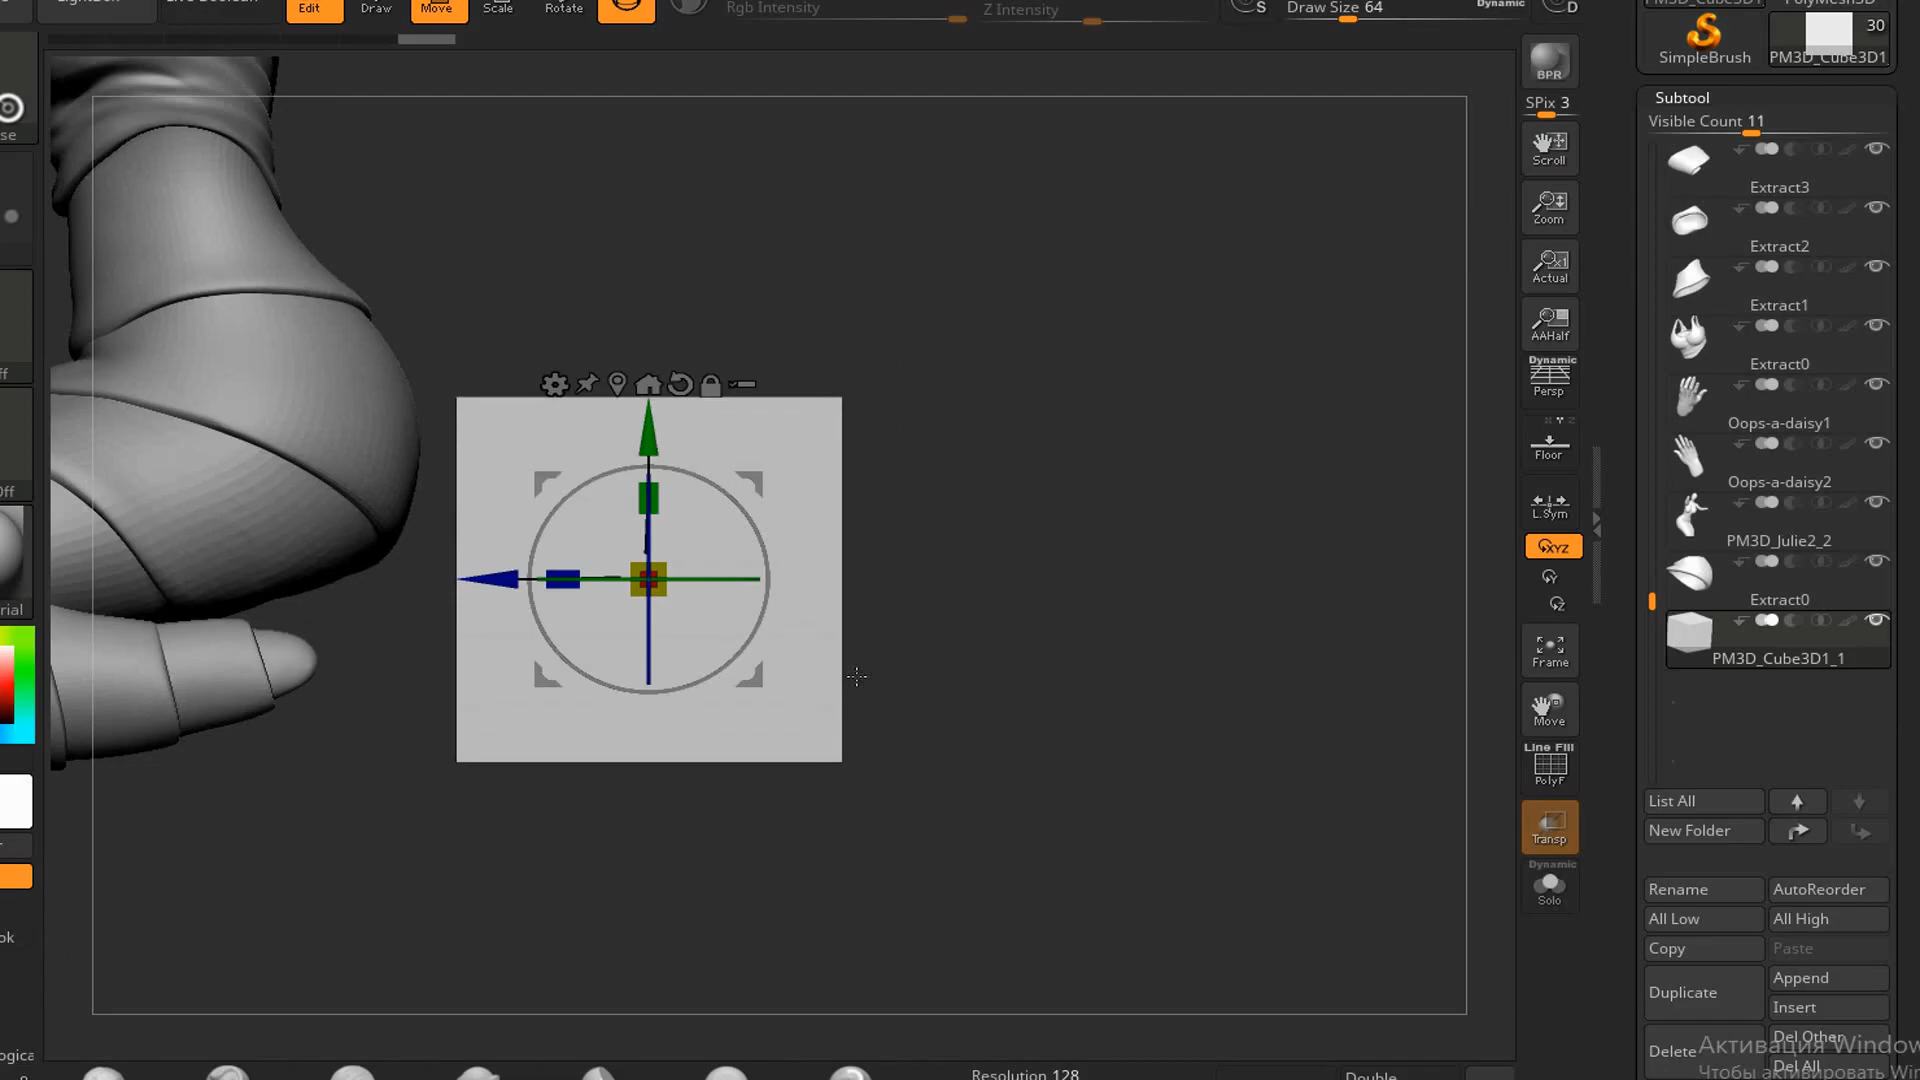 Edit
Draw
Move
Scale
Rotate
Rgb Intensity
Z Intensity
S
Draw Size 64
Dynamic
D
SimpleBrush
30
PM3D_Cube3D1
se
ff
Off
rial
ok
ogica
BPR
SPix 3
Scroll
Zoom
Actual
AAHalf
Dynamic
Persp
Floor
L.Sym
XYZ
Frame
Move
Line Fill
PolyF
Transp
Dynamic
Solo
Subtool
Visible Count 11
Extract3
Extract2
Extract1
Extract0
Oops-a-daisy1
Oops-a-daisy2
PM3D_Julie2_2
Extract0
PM3D_Cube3D1_1
List All
New Folder
Rename
AutoReorder
All Low
All High
Copy
Paste
Duplicate
Append
Insert
Delete
Del Other
Del All
Активация Window
Чтобы активировать Win
Resolution 128
Double